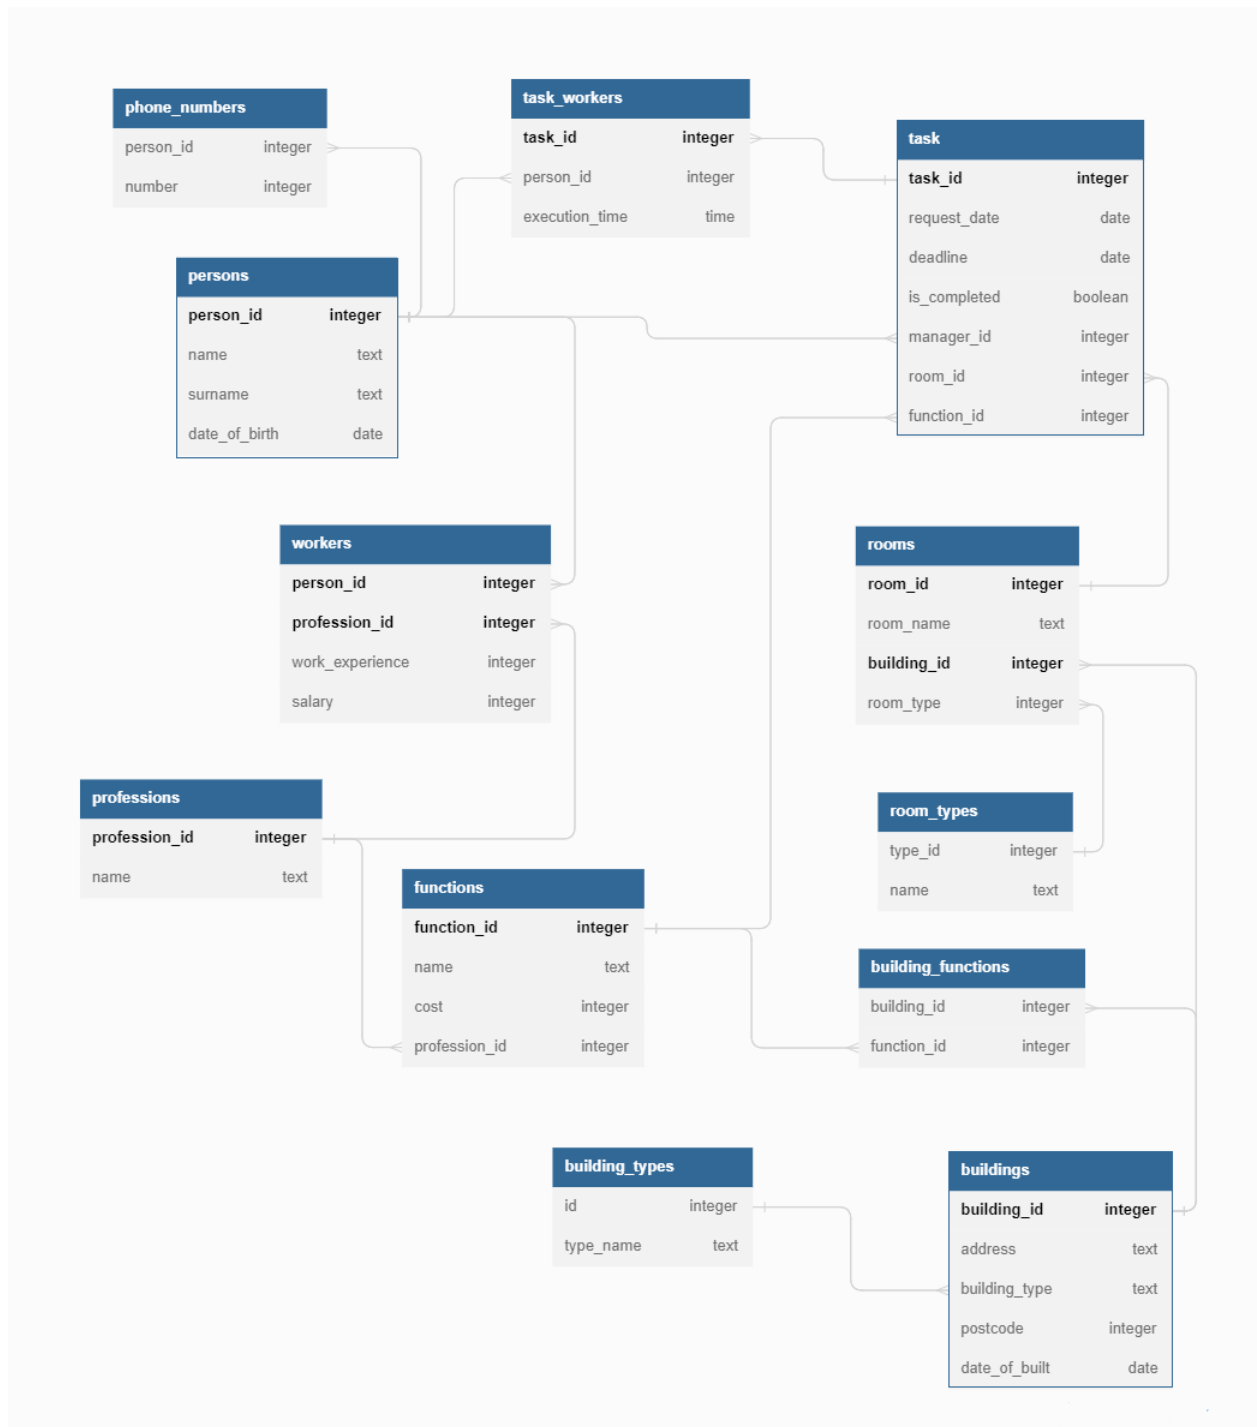 phone_numbers
person_id integer
number integer
task_workers
task_id integer
person_id integer
execution_time time
task
task_id integer
request_date date
deadline date
is_completed boolean
manager_id integer
room_id integer
function_id integer
persons
person_id integer
name text
surname text
date_of_birth date
workers
person_id integer
profession_id integer
work_experience integer
salary integer
rooms
room_id integer
room_name text
building_id integer
room_type integer
professions
profession_id integer
name text
room_types
type_id integer
name text
functions
function_id integer
name text
cost integer
profession_id integer
building_functions
building_id integer
function_id integer
building_types
id integer
type_name text
buildings
building_id integer
address text
building_type text
postcode integer
date_of_built date